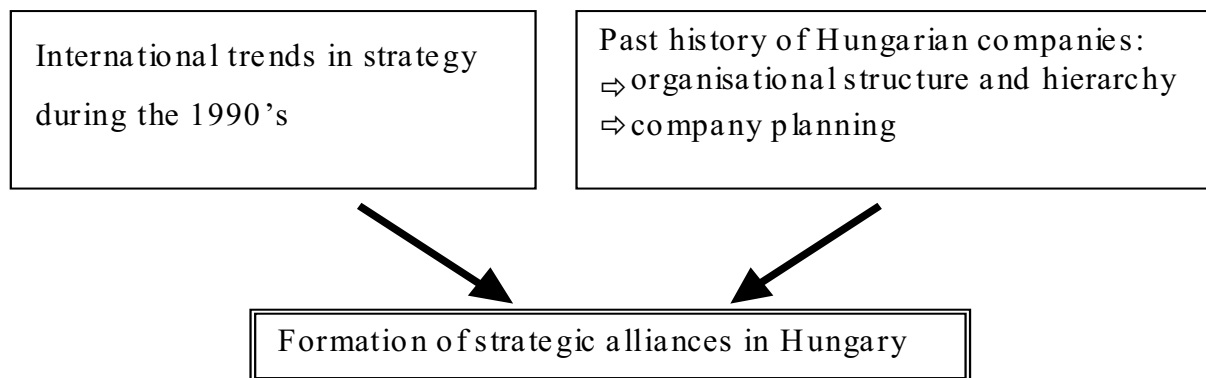 International trends in strategy
during the 1990’s
Past history of Hungarian companies:
⇨ organisational structure and hierarchy
⇨ company planning
Formation of strategic alliances in Hungary